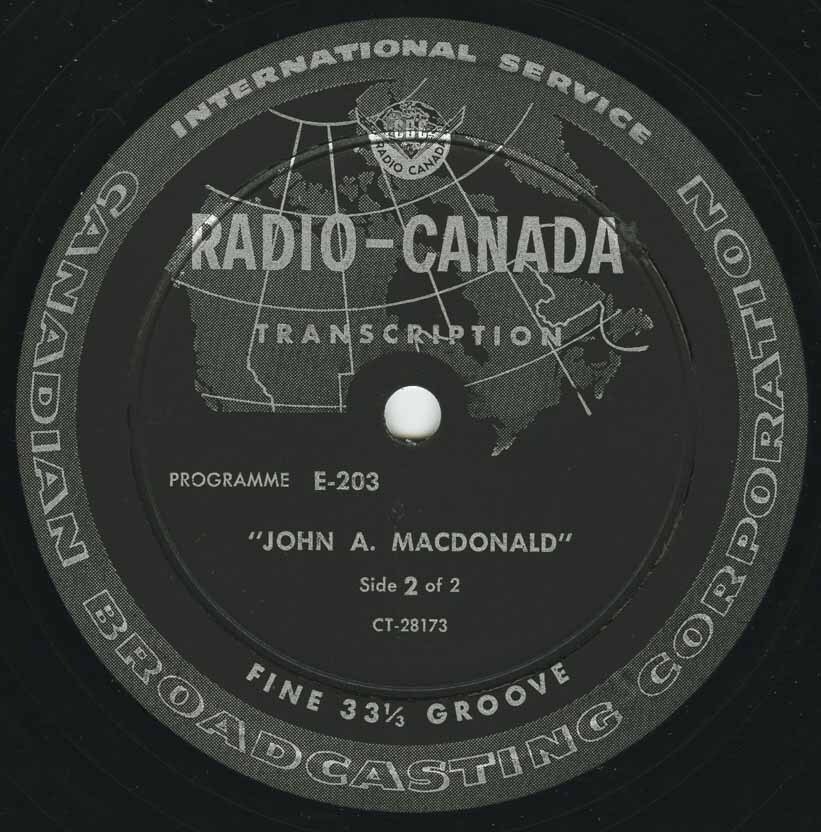 INTERNATIONAL SERVICE
CANADIAN BROADCASTING CORPORATION
CBC
RADIO CANADA
RADIO-CANADA
TRANSCRIPTION
PROGRAMME E-203
"JOHN A. MACDONALD"
Side 2 of 2
CT-28173
FINE 33⅓ GROOVE